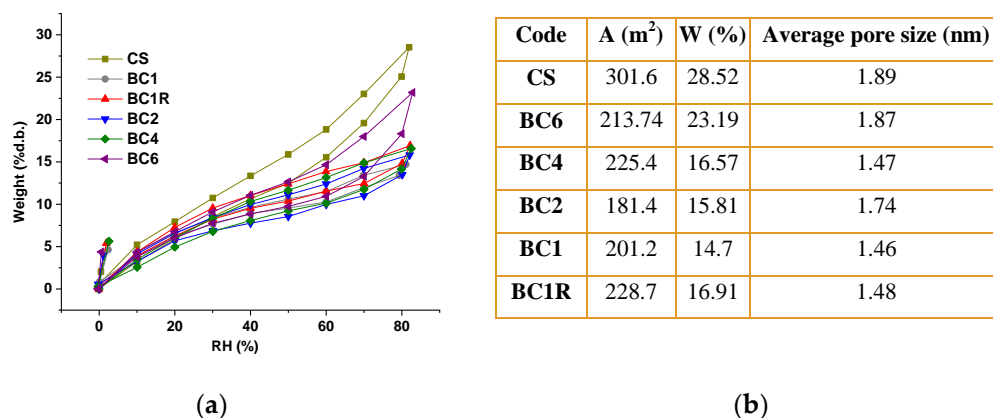 30
25
20
15
10
5
0
Weight (%d.b.)
CS
BC1
BC1R
BC2
BC4
BC6
0 20 40 60 80
RH (%)
(a)
Code A (m²) W (%) Average pore size (nm)
CS 301.6 28.52 1.89
BC6 213.74 23.19 1.87
BC4 225.4 16.57 1.47
BC2 181.4 15.81 1.74
BC1 201.2 14.7 1.46
BC1R 228.7 16.91 1.48
(b)